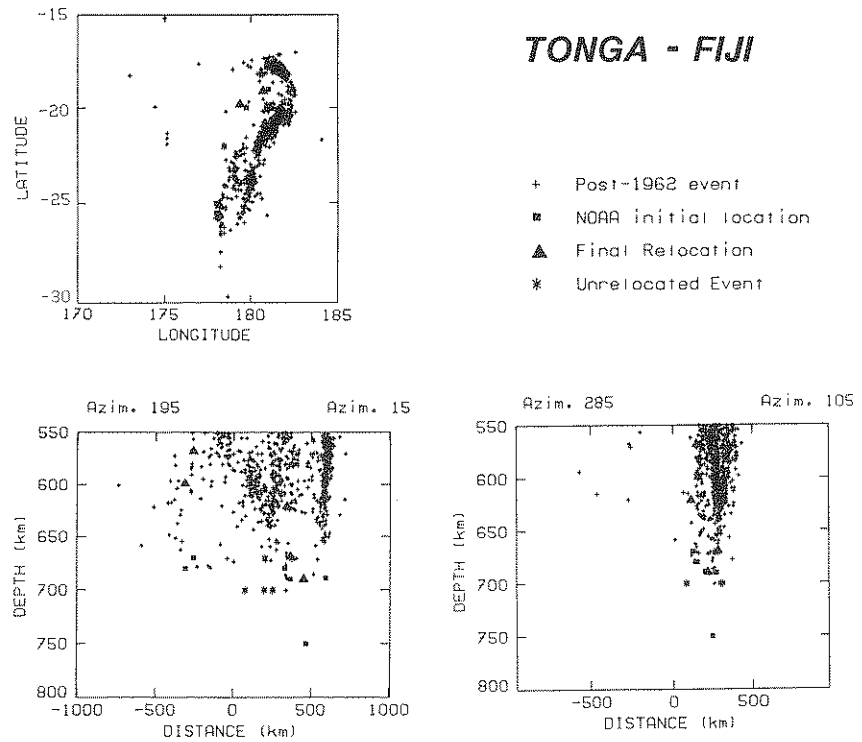 TONGA - FIJI
-15
-20
-25
-30
LATITUDE
170 175 180 185
LONGITUDE
+ Post-1962 event
NOAA initial location
▲ Final Relocation
* Unrelocated Event
Azim. 195 Azim. 15
550
600
650
700
750
800
DEPTH (km)
-1000 -500 0 500 1000
DISTANCE (km)
Azim. 285 Azim. 105
550
600
650
700
750
800
DEPTH (km)
-500 0 500
DISTANCE (km)